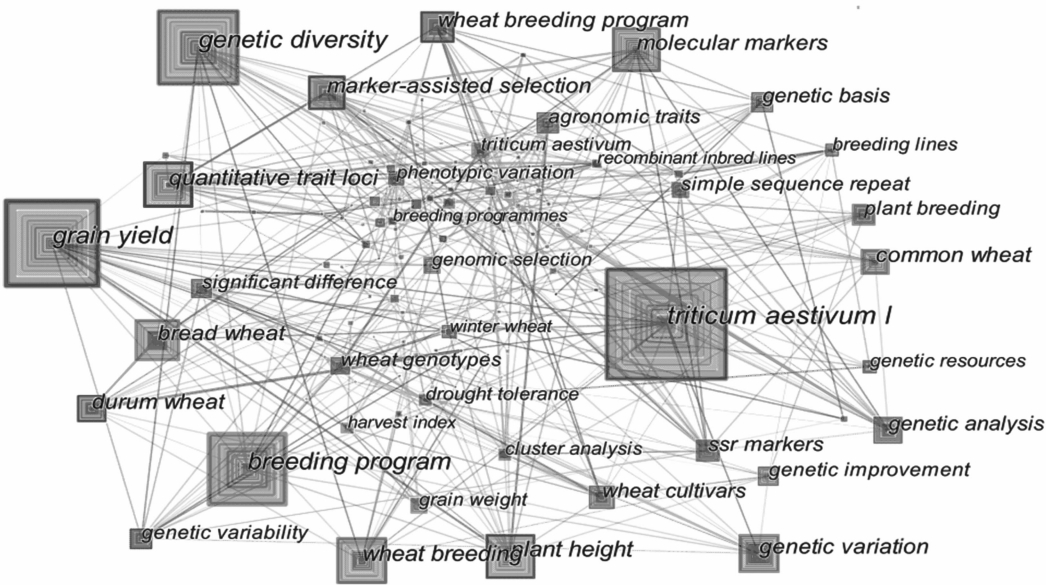 wheat breeding program
genetic diversity
molecular markers
marker-assisted selection
genetic basis
agronomic traits
triticum aestivum
breeding lines
recombinant inbred lines
phenotypic variation
quantitative trait loci
simple sequence repeat
plant breeding
breeding programmes
grain yield
common wheat
genomic selection
significant difference
triticum aestivum l
winter wheat
bread wheat
wheat genotypes
genetic resources
drought tolerance
durum wheat
harvest index
genetic analysis
ssr markers
cluster analysis
breeding program
genetic improvement
wheat cultivars
grain weight
genetic variability
genetic variation
wheat breeding
plant height